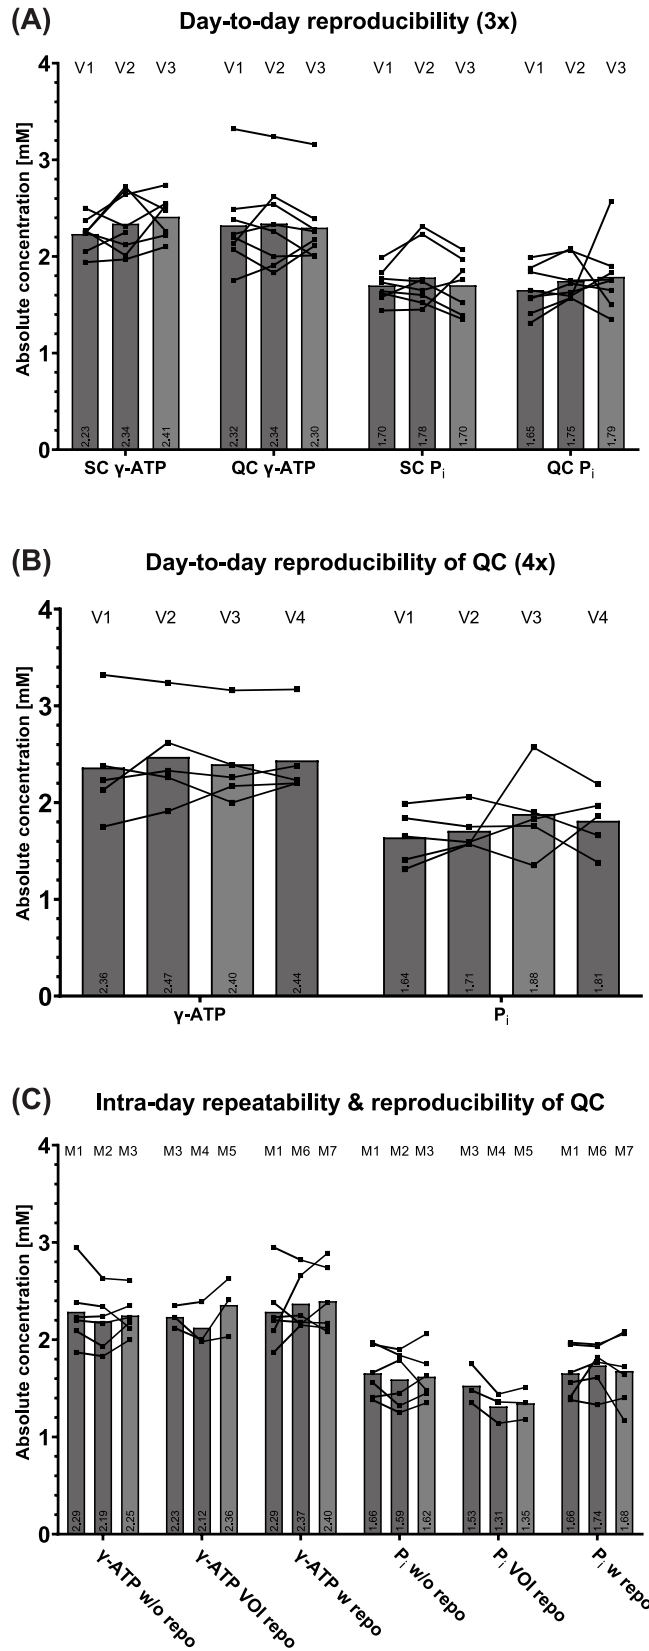 (A) Day-to-day reproducibility (3x)
Absolute concentration [mM]
4
3
2
1
0
V1 V2 V3 V1 V2 V3 V1 V2 V3 V1 V2 V3
2.23 2.34 2.41 2.32 2.34 2.30 1.70 1.78 1.70 1.65 1.75 1.79
SC γ-ATP QC γ-ATP SC Pi QC Pi
(B) Day-to-day reproducibility of QC (4x)
Absolute concentration [mM]
4
3
2
1
0
V1 V2 V3 V4 V1 V2 V3 V4
2.36 2.47 2.40 2.44 1.64 1.71 1.88 1.81
γ-ATP Pi
(C) Intra-day repeatability & reproducibility of QC
Absolute concentration [mM]
4
3
2
1
0
M1 M2 M3 M3 M4 M5 M1 M6 M7 M1 M2 M3 M3 M4 M5 M1 M6 M7
2.29 2.19 2.25 2.23 2.12 2.36 2.29 2.37 2.40 1.66 1.59 1.62 1.53 1.31 1.35 1.66 1.74 1.68
γ-ATP w/o repo
γ-ATP VOI repo
γ-ATP w repo
Pi w/o repo
Pi VOI repo
Pi w repo